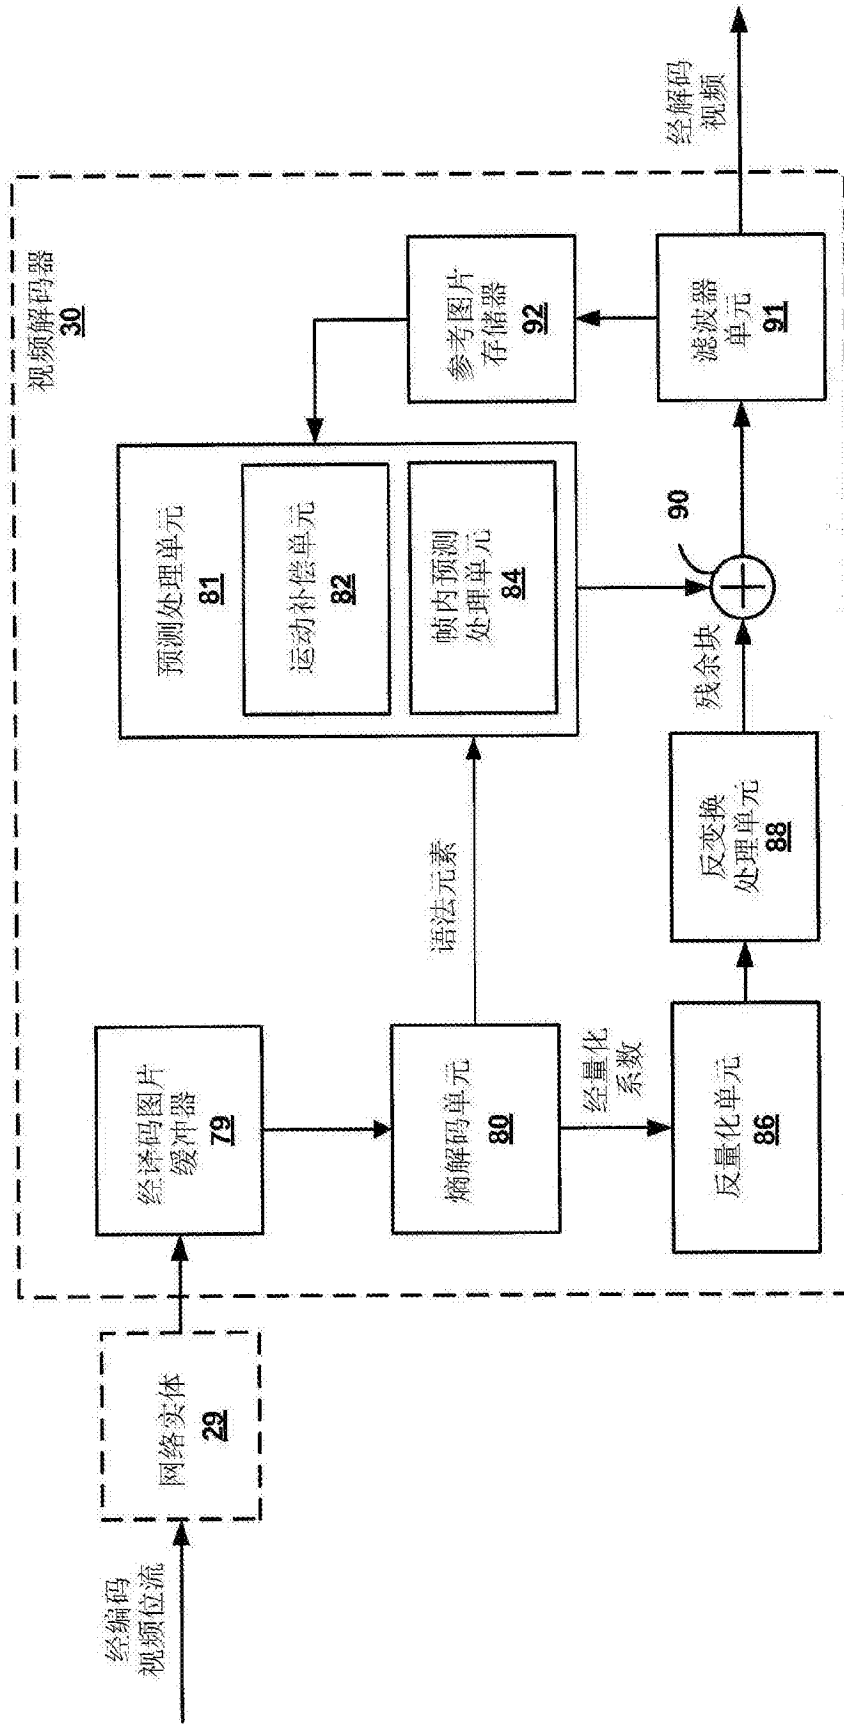 经编码
视频位流
网络实体
29
视频解码器
30
经译码图片
缓冲器
79
熵解码单元
80
语法元素
经量化
系数
反量化单元
86
反变换
处理单元
88
残余块
90
预测处理单元
81
运动补偿单元
82
帧内预测
处理单元
84
参考图片
存储器
92
滤波器
单元
91
经解码
视频